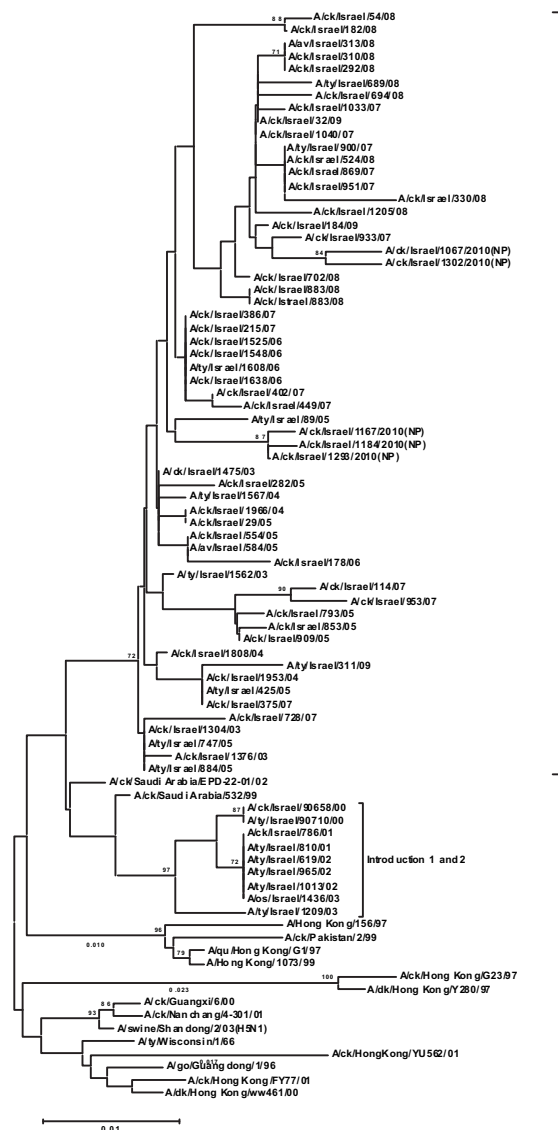 88
A/ck/Israel/54/08
A/ck/Israel/182/08
A/av/Israel/313/08
71
A/ck/Israel/310/08
A/ck/Israel/292/08
A/ty/Israel/689/08
A/ck/Israel/694/08
A/ck/Israel/1033/07
A/ck/Israel/32/09
A/ck/Israel/1040/07
A/ty/Israel/900/07
A/ck/Israel/524/08
A/ck/Israel/869/07
A/ck/Israel/951/07
A/ck/Israel/330/08
A/ck/Israel/1205/08
A/ck/Israel/184/09
A/ck/Israel/933/07
84
A/ck/Israel/1067/2010(NP)
A/ck/Israel/1302/2010(NP)
A/ck/Israel/702/08
A/ck/Israel/883/08
A/ck/Istrael/883/08
A/ck/Israel/386/07
A/ck/Israel/215/07
A/ck/Israel/1525/06
A/ck/Israel/1548/06
A/ty/Israel/1608/06
A/ck/Israel/1638/06
A/ck/Israel/402/07
A/ck/Israel/449/07
A/ty/Israel/89/05
87
A/ck/Israel/1167/2010(NP)
A/ck/Israel/1184/2010(NP)
A/ck/Israel/1293/2010(NP)
A/ck/Israel/1475/03
A/ck/Israel/282/05
A/ty/Israel/1567/04
A/ck/Israel/1966/04
A/ck/Israel/29/05
A/ck/Israel/554/05
A/av/Israel/584/05
A/ck/Israel/178/06
A/ty/Israel/1562/03
90
A/ck/Israel/114/07
A/ck/Israel/953/07
A/ck/Israel/793/05
A/ck/Israel/853/05
A/ck/Israel/909/05
72
A/ck/Israel/1808/04
A/ty/Israel/311/09
A/ck/Israel/1953/04
A/ty/Israel/425/05
A/ck/Israel/375/07
A/ck/Israel/728/07
A/ck/Israel/1304/03
A/ty/Israel/747/05
A/ck/Israel/1376/03
A/ty/Israel/884/05
A/ck/Saudi Arabia/EPD-22-01/02
A/ck/Saudi Arabia/532/99
87
A/ck/Israel/90658/00
A/ty/Israel/90710/00
A/ck/Israel/786/01
A/ty/Israel/810/01
72
A/ty/Israel/619/02
Introduction 1 and 2
97
A/ty/Israel/965/02
A/ty/Israel/1013/02
A/os/Israel/1436/03
A/ty/Israel/1209/03
96
A/Hong Kong/156/97
0.010
A/ck/Pakistan/2/99
79
A/qu/Hong Kong/G1/97
A/Hong Kong/1073/99
100
A/ck/Hong Kong/G23/97
0.023
A/dk/Hong Kong/Y280/97
86
A/ck/Guangxi/6/00
93
A/ck/Nanchang/4-301/01
A/swine/Shandong/2/03(H5N1)
A/ty/Wisconsin/1/66
A/ck/HongKong/YU562/01
0.017
A/go/Guangdong/1/96
A/ck/Hong Kong/FY77/01
A/dk/Hong Kong/ww461/00
0.01